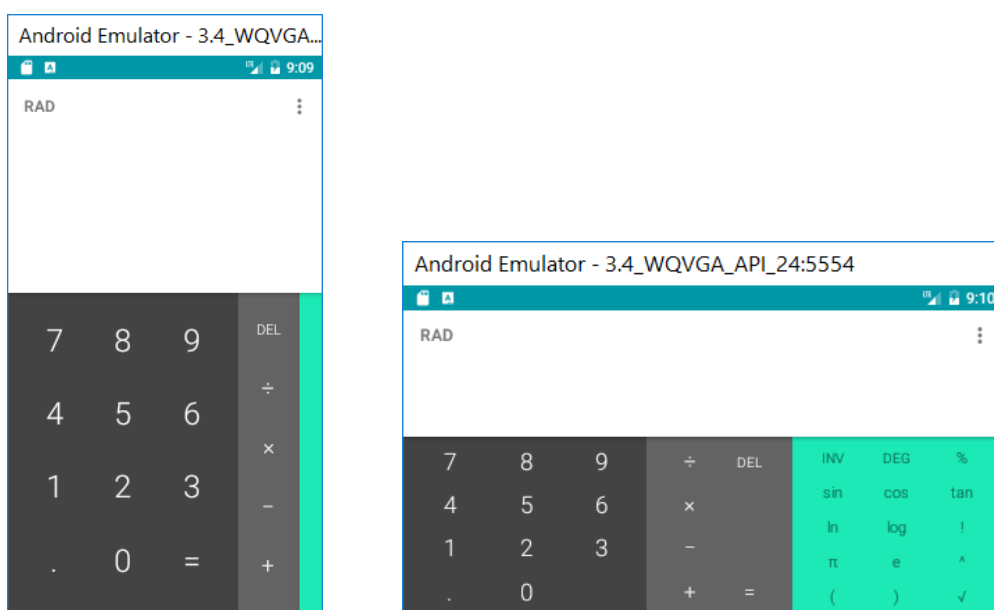 Android Emulator - 3.4_WQVGA...
LTE 9:09
RAD
7 8 9 DEL
÷
4 5 6
×
1 2 3
−
. 0 = +
Android Emulator - 3.4_WQVGA_API_24:5554
LTE 9:10
RAD
7 8 9 ÷ DEL INV DEG %
4 5 6 × sin cos tan
ln log !
1 2 3 −
π e ^
. 0 + = ( ) √